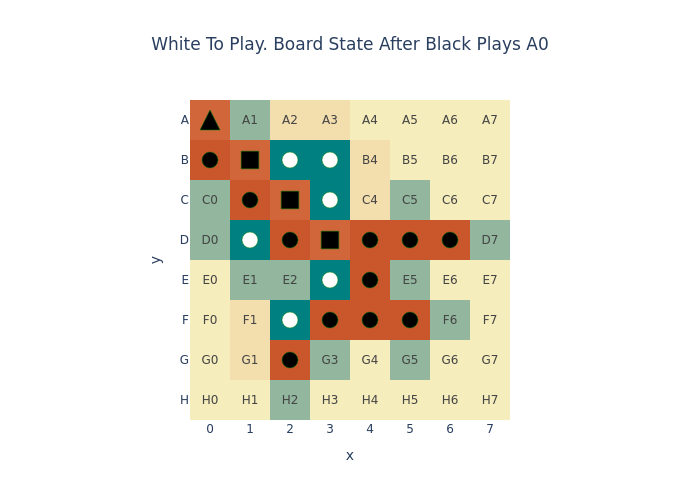 White To Play. Board State After Black Plays A0
A A1 A2 A3 A4 A5 A6 A7
B B4 B5 B6 B7
C C0 C4 C5 C6 C7
D D0 D7
E E0 E1 E2 E5 E6 E7
F F0 F1 F6 F7
G G0 G1 G3 G4 G5 G6 G7
H H0 H1 H2 H3 H4 H5 H6 H7
0 1 2 3 4 5 6 7
x
y